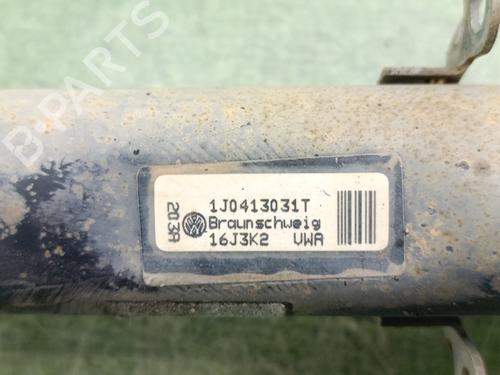 B-PARTS
203A
1J0413031T
Braunschweig
16J3K2 VWA